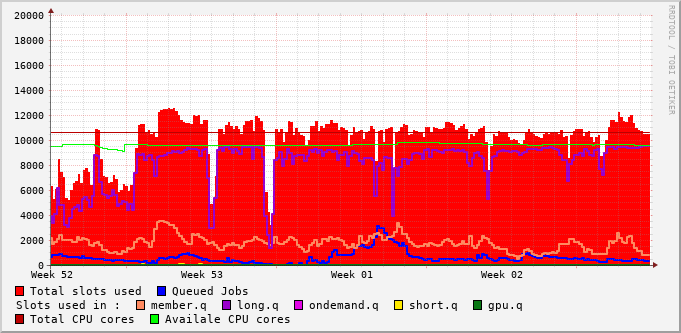 20000
18000
16000
14000
12000
10000
8000
6000
4000
2000
0
Week 52 Week 53 Week 01 Week 02
RRDTOOL / TOBI OETIKER
Total slots used Queued Jobs
Slots used in : member.q long.q ondemand.q short.q gpu.q
Total CPU cores Availale CPU cores